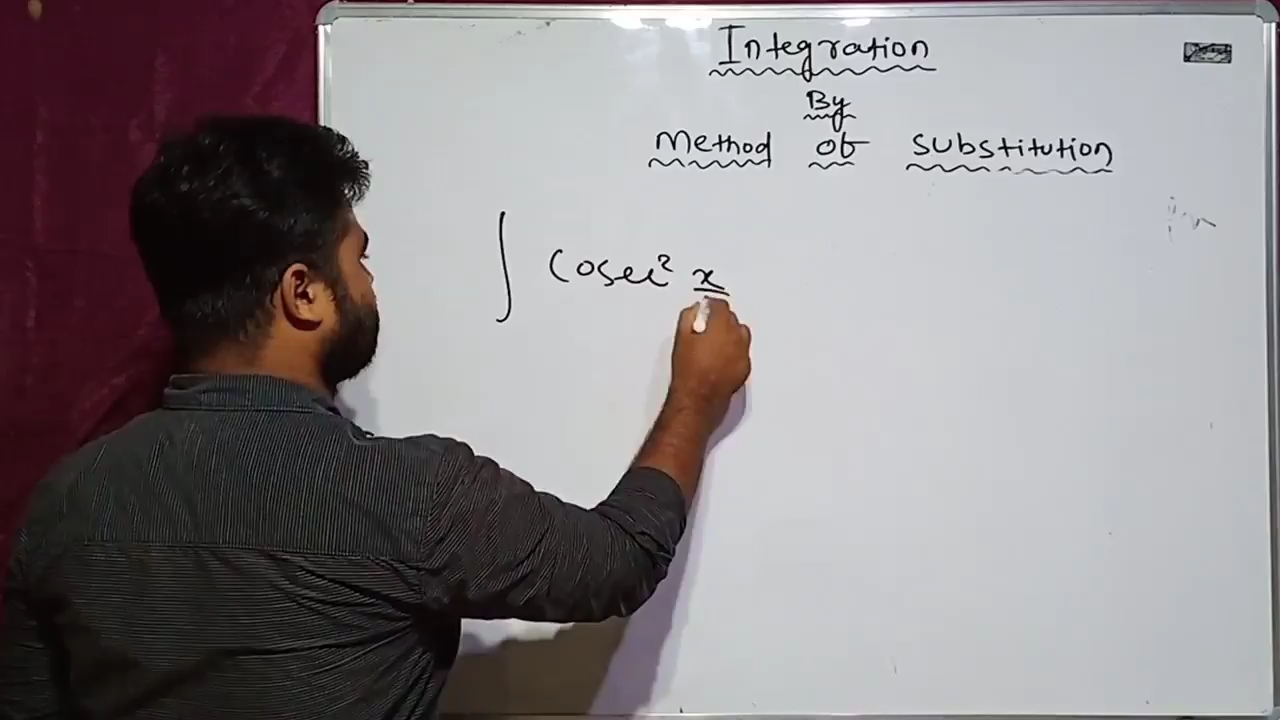 Integration
By
Method of substitution
∫ Cosec² x